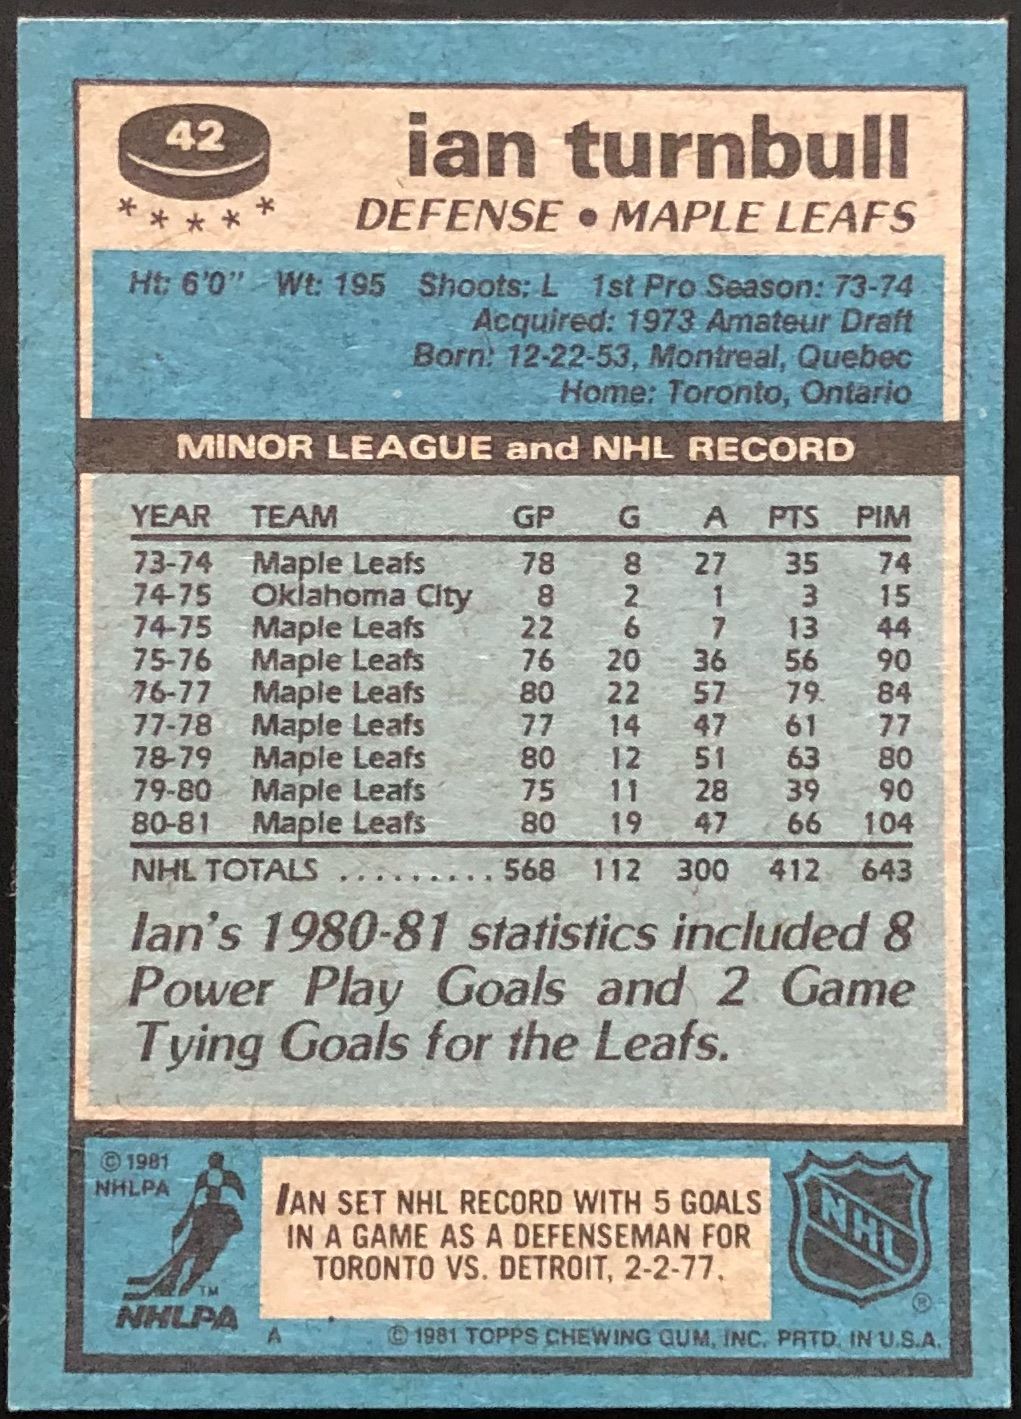 42
ian turnbull
* * * * *
DEFENSE • MAPLE LEAFS
Ht: 6'0" Wt: 195 Shoots: L 1st Pro Season: 73-74
Acquired: 1973 Amateur Draft
Born: 12-22-53, Montreal, Quebec
Home: Toronto, Ontario
MINOR LEAGUE and NHL RECORD
YEAR TEAM GP G A PTS PIM
73-74 Maple Leafs 78 8 27 35 74
74-75 Oklahoma City 8 2 1 3 15
74-75 Maple Leafs 22 6 7 13 44
75-76 Maple Leafs 76 20 36 56 90
76-77 Maple Leafs 80 22 57 79 84
77-78 Maple Leafs 77 14 47 61 77
78-79 Maple Leafs 80 12 51 63 80
79-80 Maple Leafs 75 11 28 39 90
80-81 Maple Leafs 80 19 47 66 104
NHL TOTALS .......... 568 112 300 412 643
Ian's 1980-81 statistics included 8
Power Play Goals and 2 Game
Tying Goals for the Leafs.
© 1981
NHLPA
TM
NHLPA
IAN SET NHL RECORD WITH 5 GOALS
IN A GAME AS A DEFENSEMAN FOR
TORONTO VS. DETROIT, 2-2-77.
NHL
®
A © 1981 TOPPS CHEWING GUM, INC. PRTD. IN U.S.A.